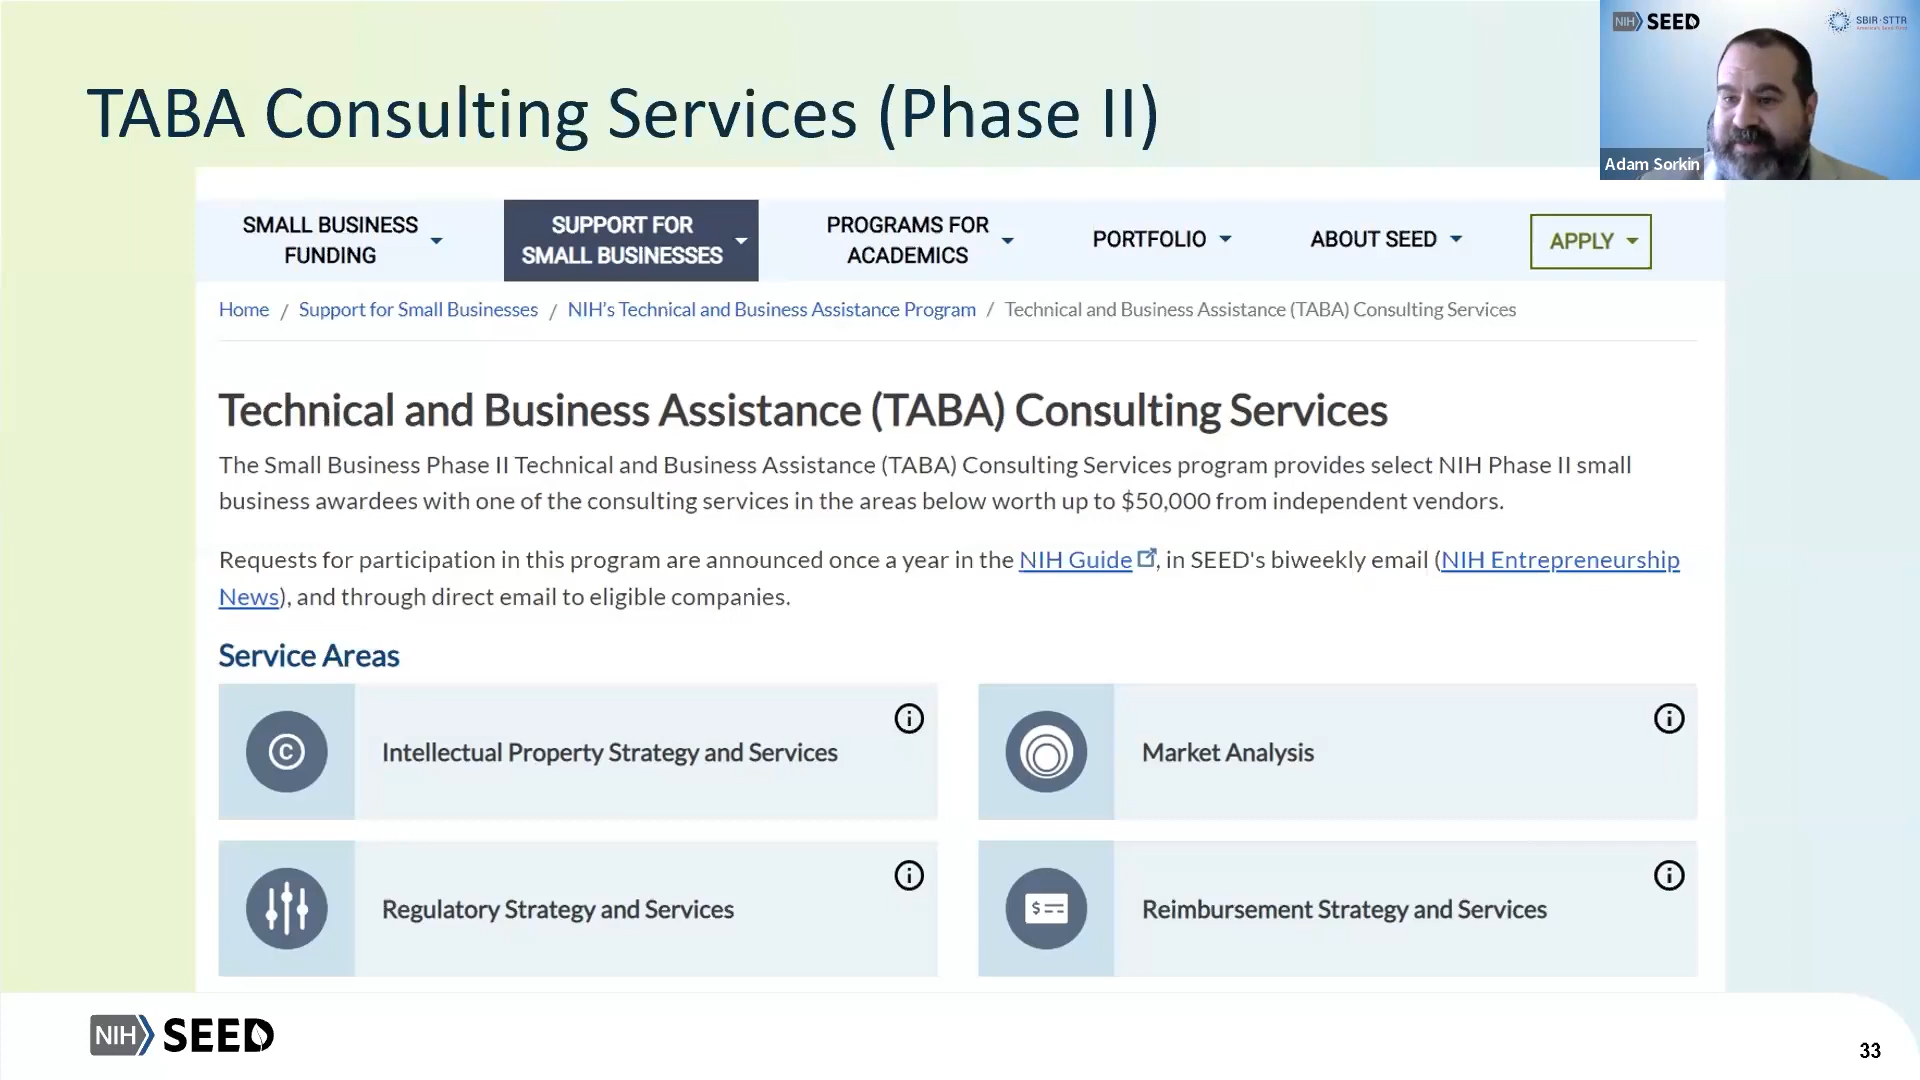 TABA Consulting Services (Phase II)
NIH SEED
SBIR·STTR
Adam Sorkin
SMALL BUSINESS
FUNDING
SUPPORT FOR
SMALL BUSINESSES
PROGRAMS FOR
ACADEMICS
PORTFOLIO
ABOUT SEED
APPLY
Home / Support for Small Businesses / NIH's Technical and Business Assistance Program / Technical and Business Assistance (TABA) Consulting Services
Technical and Business Assistance (TABA) Consulting Services
The Small Business Phase II Technical and Business Assistance (TABA) Consulting Services program provides select NIH Phase II small
business awardees with one of the consulting services in the areas below worth up to $50,000 from independent vendors.
Requests for participation in this program are announced once a year in the NIH Guide, in SEED's biweekly email (NIH Entrepreneurship
News), and through direct email to eligible companies.
Service Areas
Intellectual Property Strategy and Services
Market Analysis
Regulatory Strategy and Services
Reimbursement Strategy and Services
NIH SEED
33